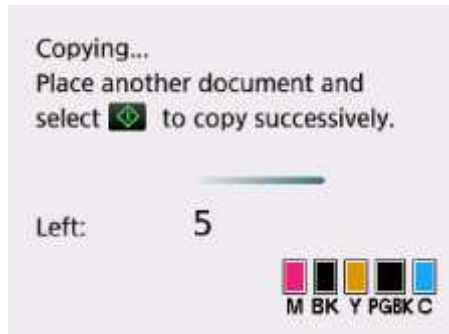 Copying...
Place another document and
select to copy successively.
Left: 5
M BK Y PGBK C